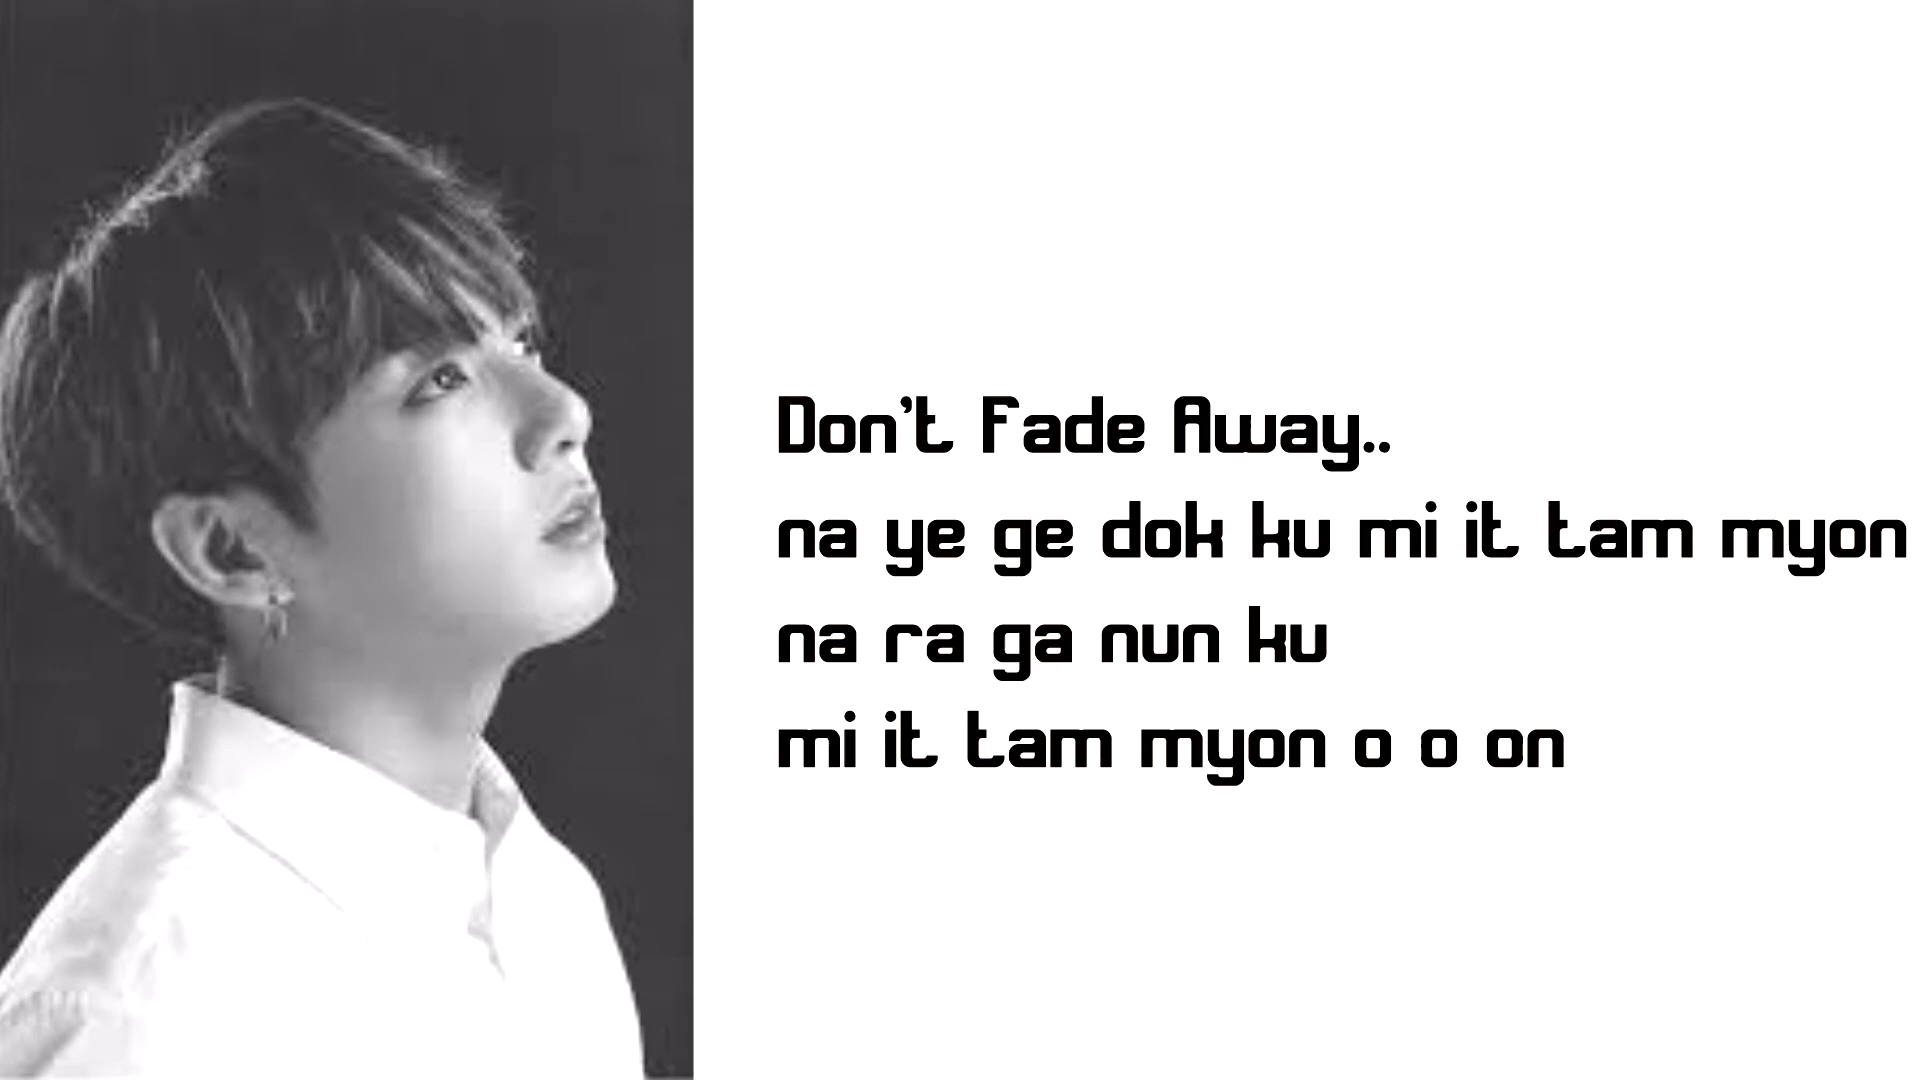 Don't Fade Away..
na ye ge dok ku mi it tam myon
na ra ga nun ku
mi it tam myon o o on